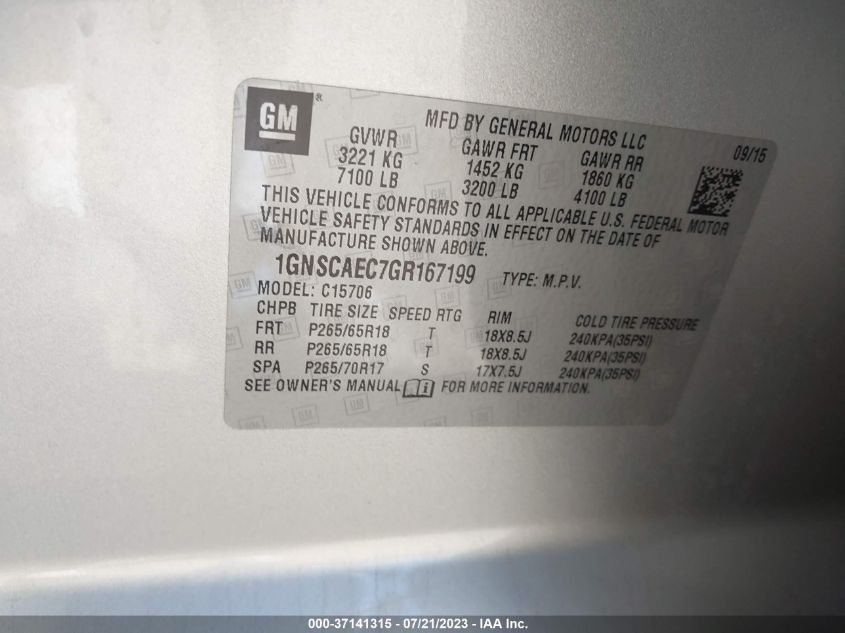 GM ®
MFD BY GENERAL MOTORS LLC 09/15
GVWR GAWR FRT GAWR RR
3221 KG 1452 KG 1860 KG
7100 LB 3200 LB 4100 LB
THIS VEHICLE CONFORMS TO ALL APPLICABLE U.S. FEDERAL MOTOR
VEHICLE SAFETY STANDARDS IN EFFECT ON THE DATE OF
MANUFACTURE SHOWN ABOVE.
1GNSCAEC7GR167199 TYPE: M.P.V.
MODEL: C15706
CHPB TIRE SIZE SPEED RTG RIM COLD TIRE PRESSURE
FRT P265/65R18 T 18X8.5J 240KPA(35PSI)
RR P265/65R18 T 18X8.5J 240KPA(35PSI)
SPA P265/70R17 S 17X7.5J 240KPA(35PSI)
SEE OWNER'S MANUAL FOR MORE INFORMATION.
000-37141315 - 07/21/2023 - IAA Inc.